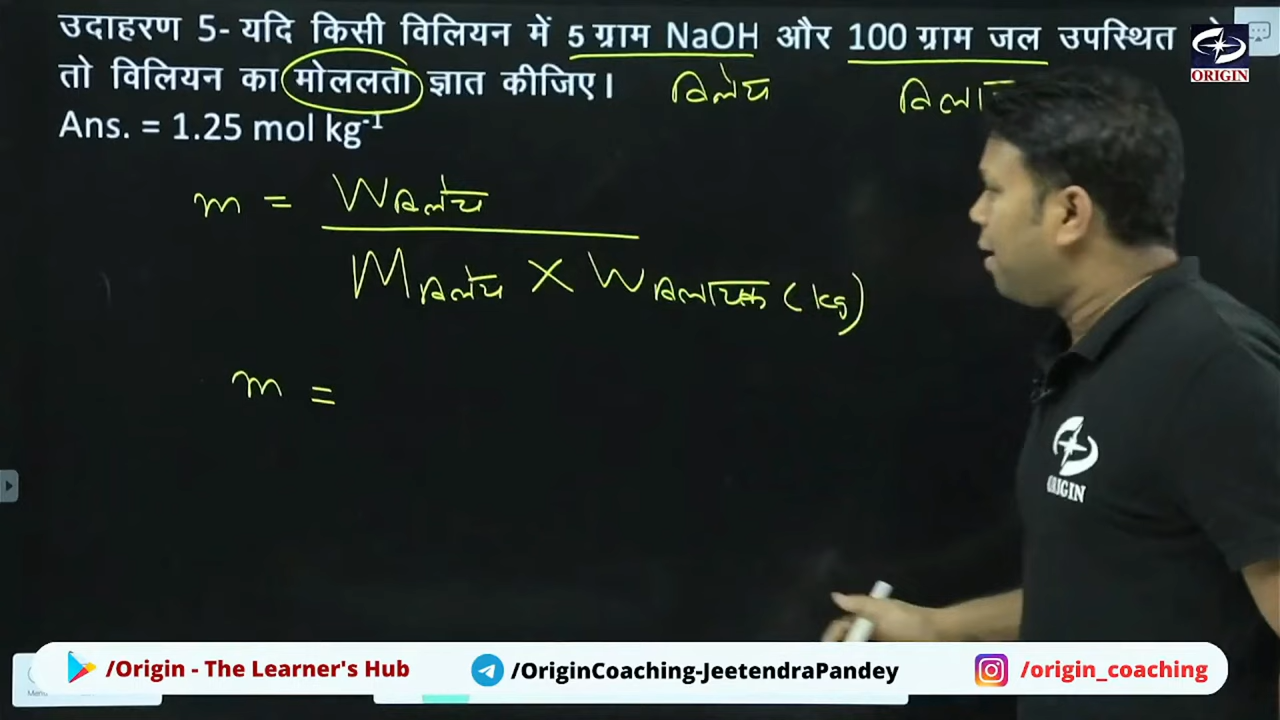 उदाहरण 5- यदि किसी विलियन में 5 ग्राम NaOH और 100 ग्राम जल उपस्थित
तो विलियन का मोललता ज्ञात कीजिए।
विलेय
Ans. = 1.25 mol kg-1
m = Wविलेय
Mविलेय X Wविलायक (kg)
m =
ORIGIN
ORIGIN
/Origin - The Learner's Hub
/OriginCoaching-JeetendraPandey
/origin_coaching